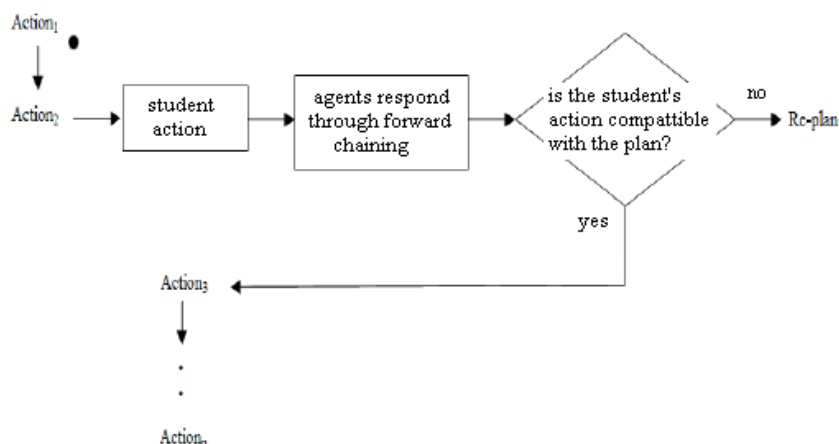 Action₁
Action₂
student
action
agents respond
through forward
chaining
is the student's
action compattible
with the plan?
no
Re-plan
yes
Action₃
.
.
Actionₙ